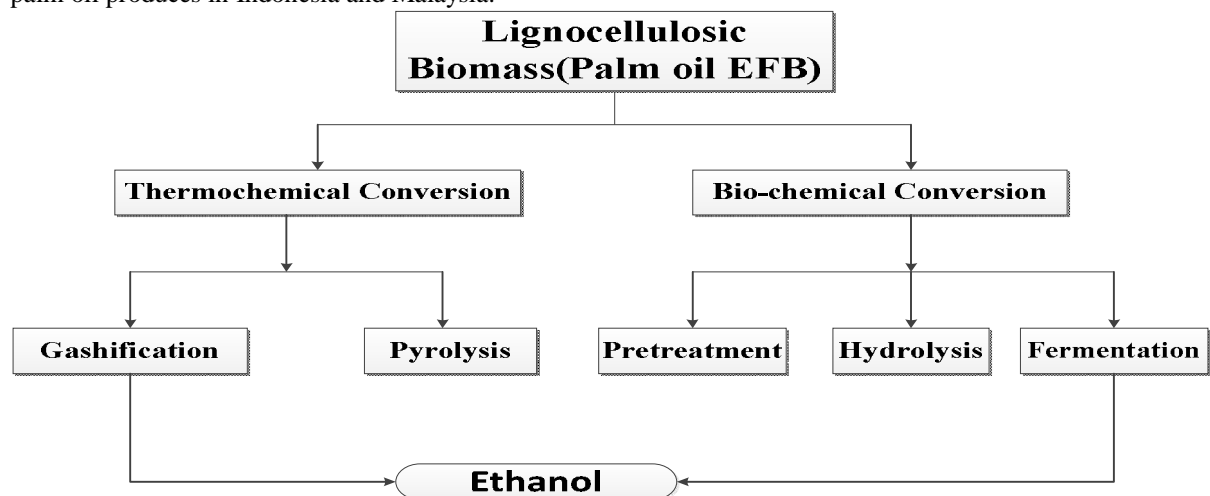 palm oil produces in Indonesia and Malaysia.
Lignocellulosic
Biomass(Palm oil EFB)
Thermochemical Conversion
Bio-chemical Conversion
Gashification
Pyrolysis
Pretreatment
Hydrolysis
Fermentation
Ethanol